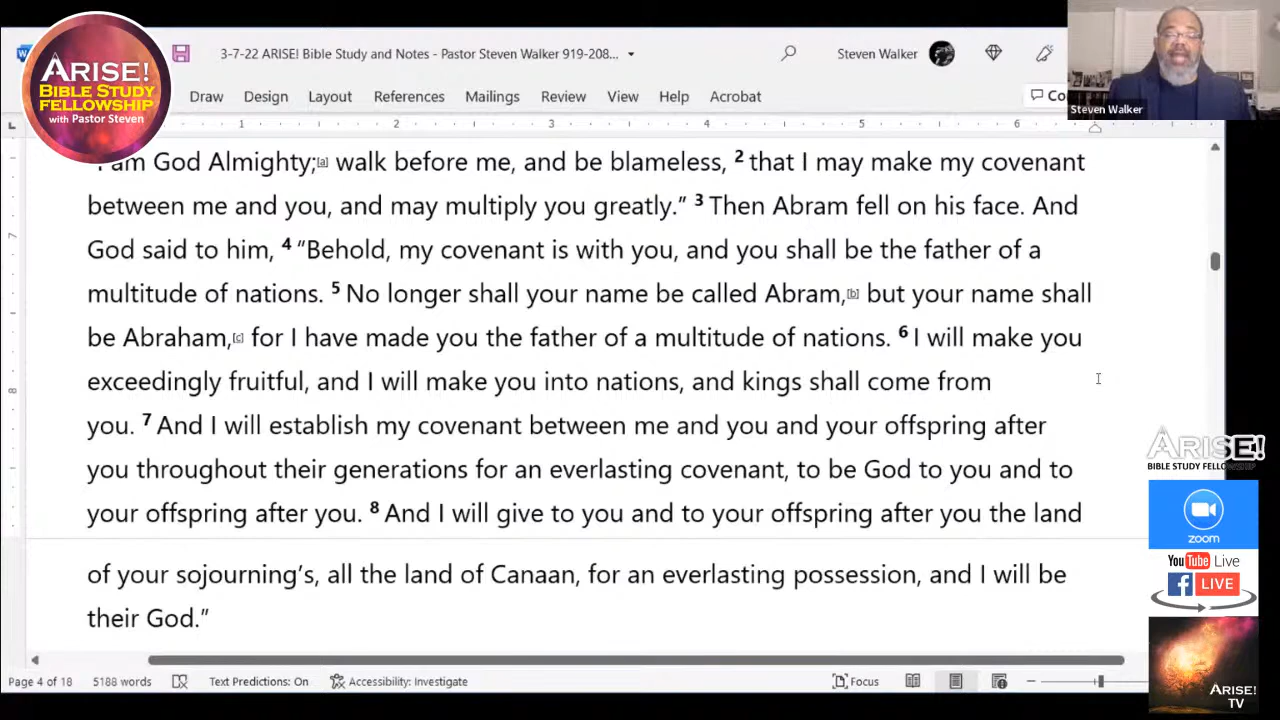 ARISE!
BIBLE STUDY
FELLOWSHIP
with Pastor Steven
3-7-22 ARISE! Bible Study and Notes - Pastor Steven Walker 919-208...
Steven Walker
Steven Walker
Draw Design Layout References Mailings Review View Help Acrobat Co
1 2 3 4 5 6
am God Almighty;[a] walk before me, and be blameless, 2 that I may make my covenant
between me and you, and may multiply you greatly.” 3 Then Abram fell on his face. And
God said to him, 4 “Behold, my covenant is with you, and you shall be the father of a
multitude of nations. 5 No longer shall your name be called Abram,[b] but your name shall
be Abraham,[c] for I have made you the father of a multitude of nations. 6 I will make you
exceedingly fruitful, and I will make you into nations, and kings shall come from
you. 7 And I will establish my covenant between me and you and your offspring after
you throughout their generations for an everlasting covenant, to be God to you and to
your offspring after you. 8 And I will give to you and to your offspring after you the land
of your sojourning’s, all the land of Canaan, for an everlasting possession, and I will be
their God.”
7
8
ARISE!
BIBLE STUDY FELLOWSHIP
zoom
YouTube Live
f LIVE
ARISE!
TV
Page 4 of 18 5188 words Text Predictions: On Accessibility: Investigate Focus